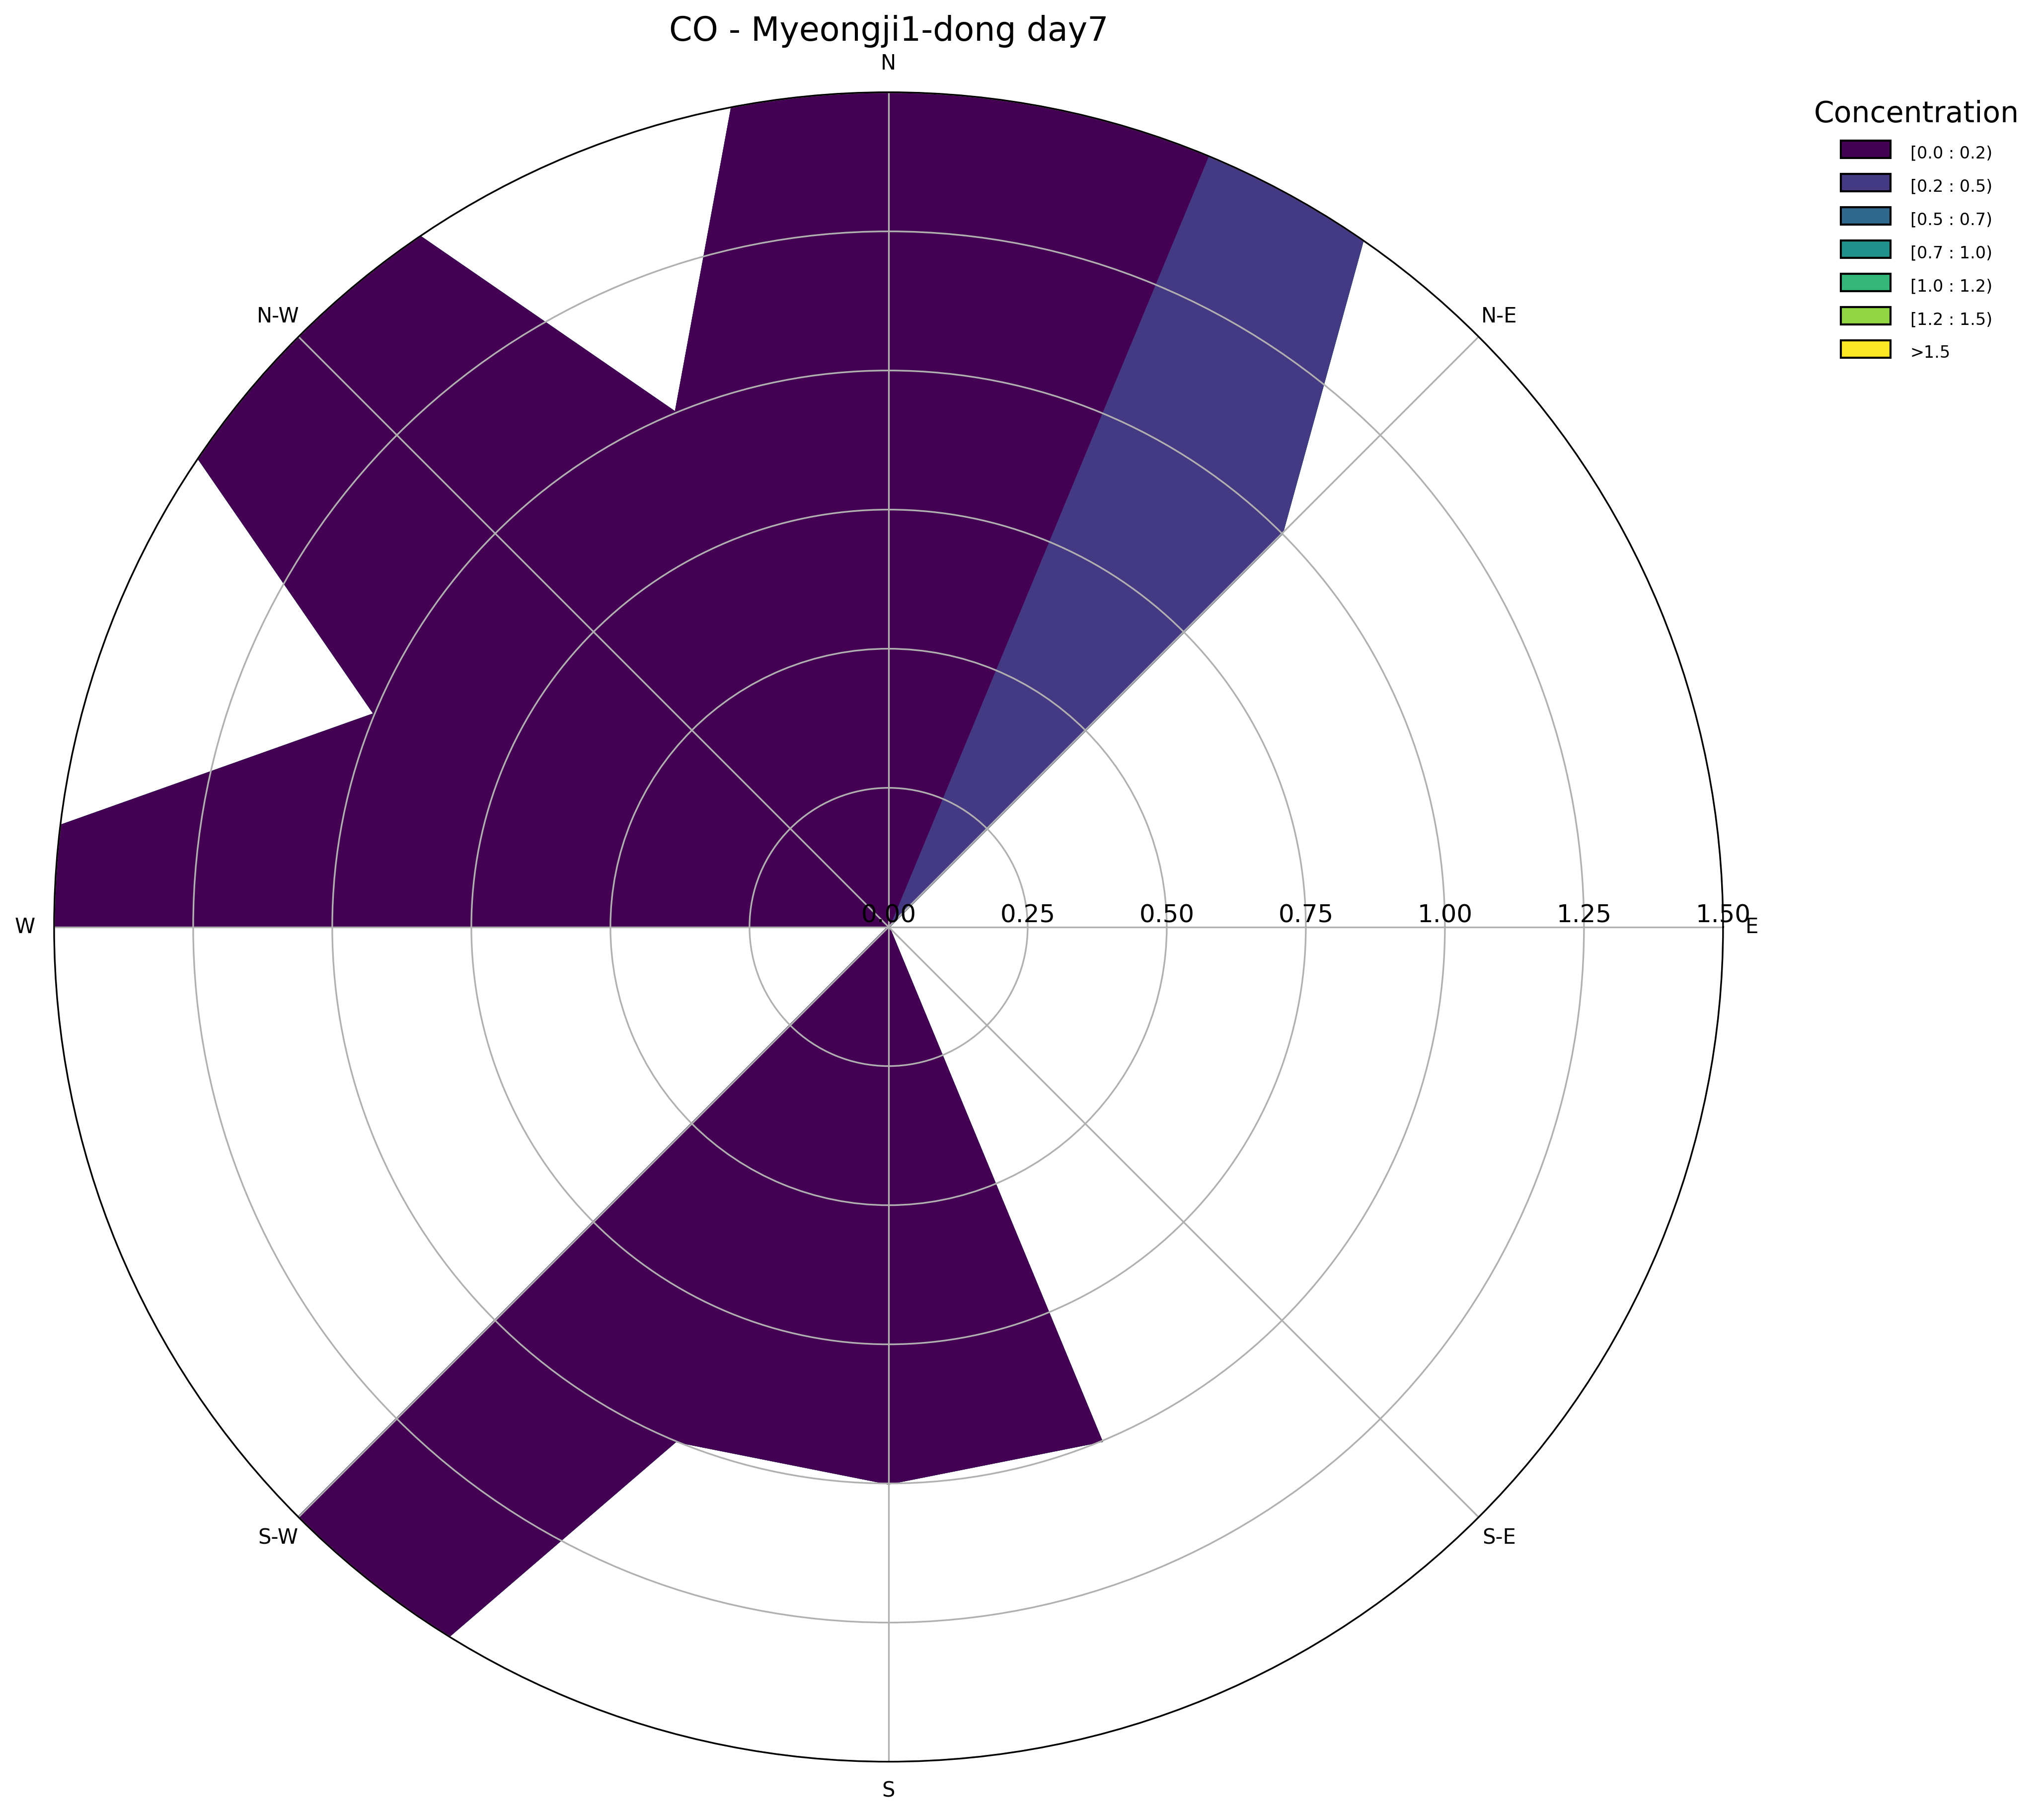 CO - Myeongji1-dong day7
N
Concentration
[0.0 : 0.2)
[0.2 : 0.5)
[0.5 : 0.7)
[0.7 : 1.0)
[1.0 : 1.2)
[1.2 : 1.5)
>1.5
N-W
N-E
W
0.00 0.25 0.50 0.75 1.00 1.25 1.50
E
S-W
S-E
S